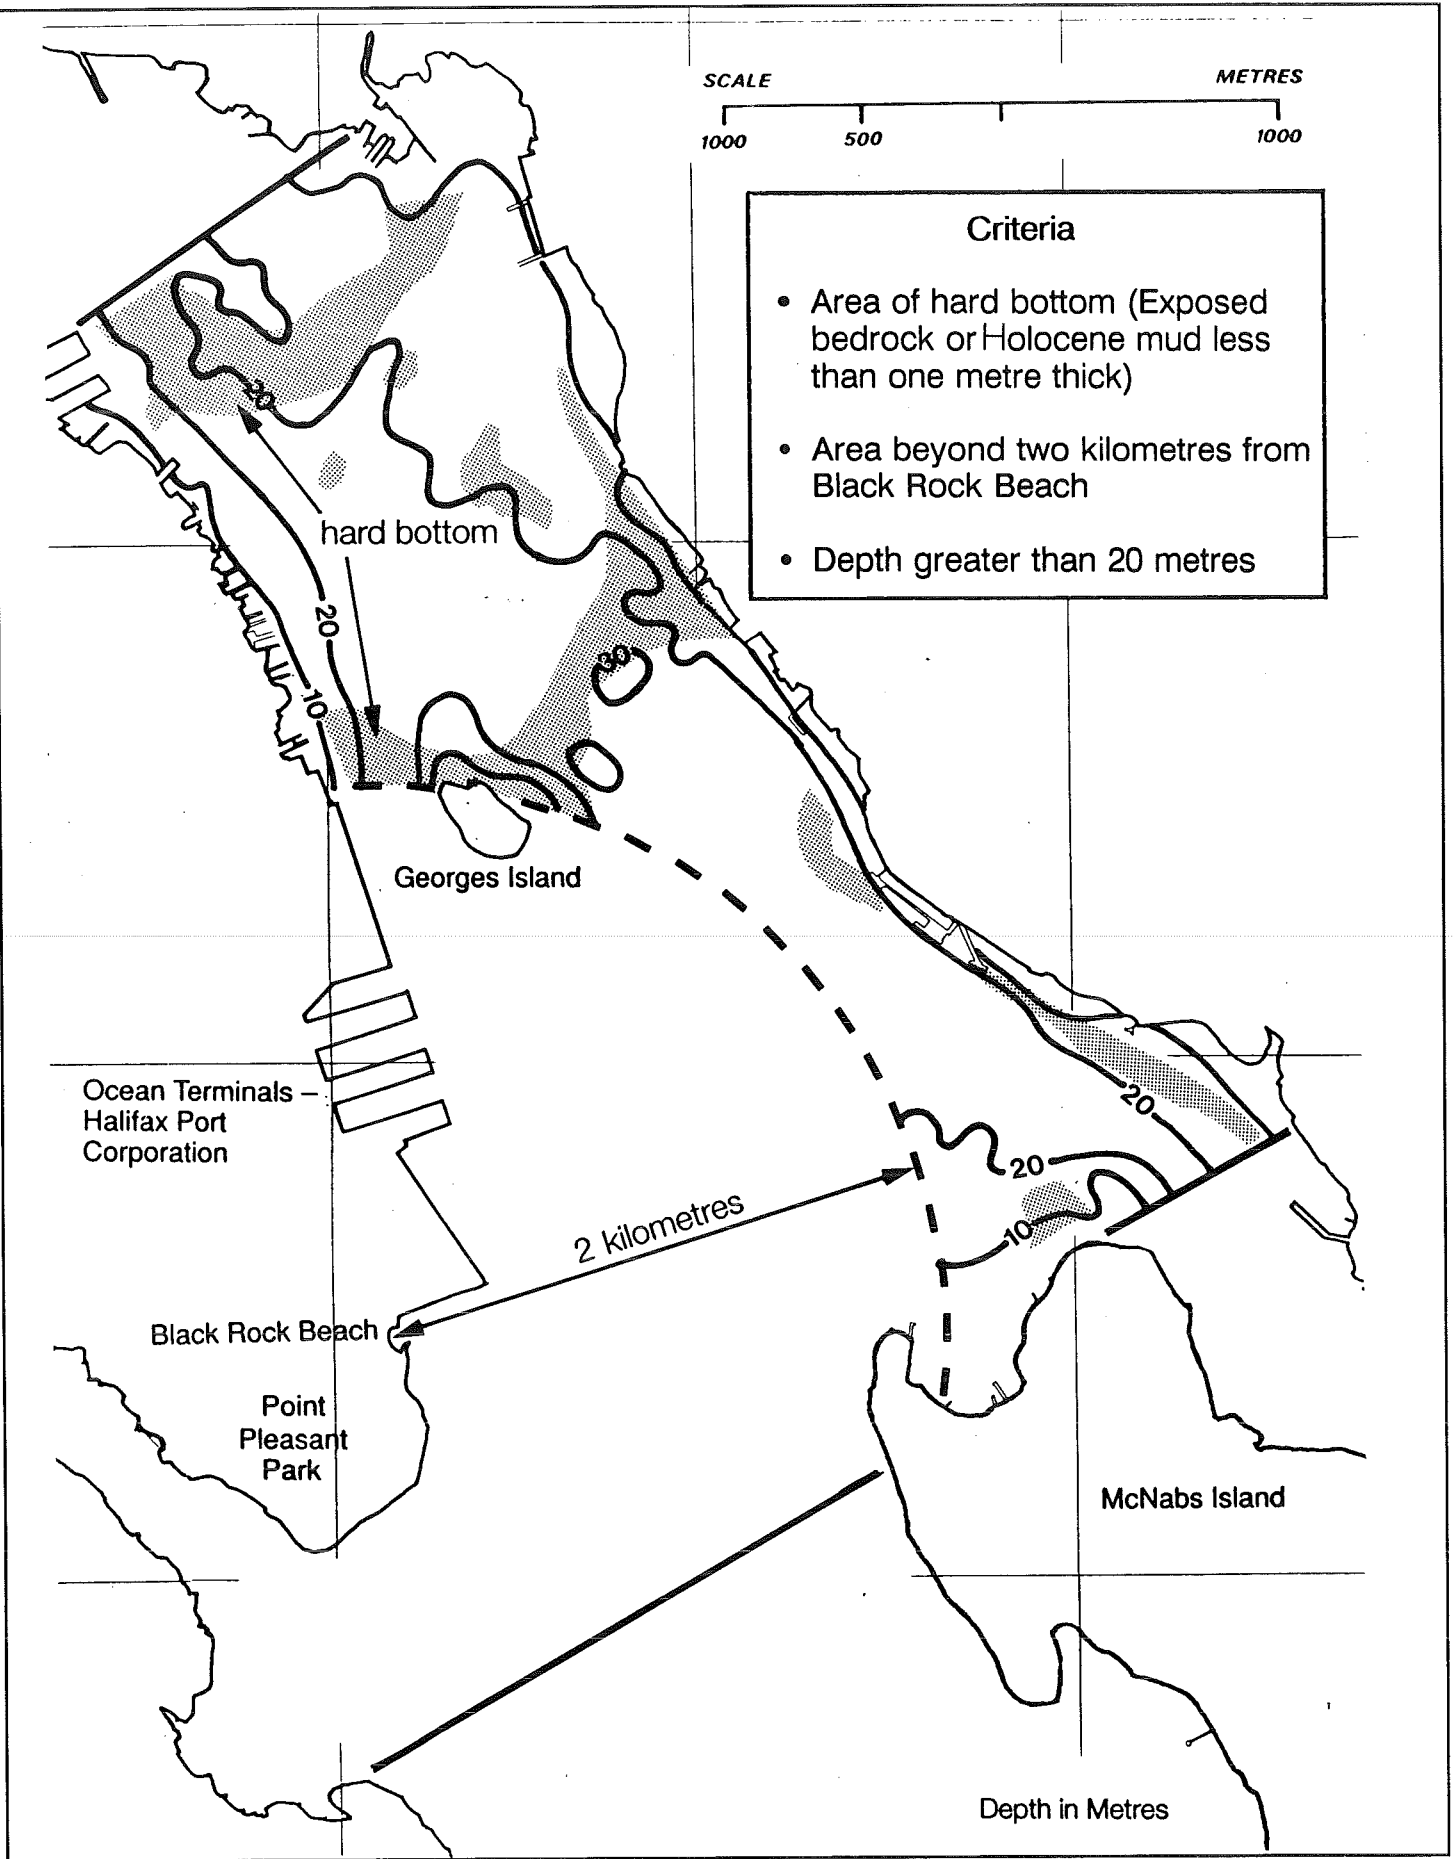 SCALE METRES
1000 500 1000
Criteria
• Area of hard bottom (Exposed
bedrock or Holocene mud less
than one metre thick)
• Area beyond two kilometres from
Black Rock Beach
• Depth greater than 20 metres
20
hard bottom
20
30
10
Georges Island
Ocean Terminals –
Halifax Port
Corporation
20
20
10
2 kilometres
Black Rock Beach
Point
Pleasant
Park
McNabs Island
Depth in Metres